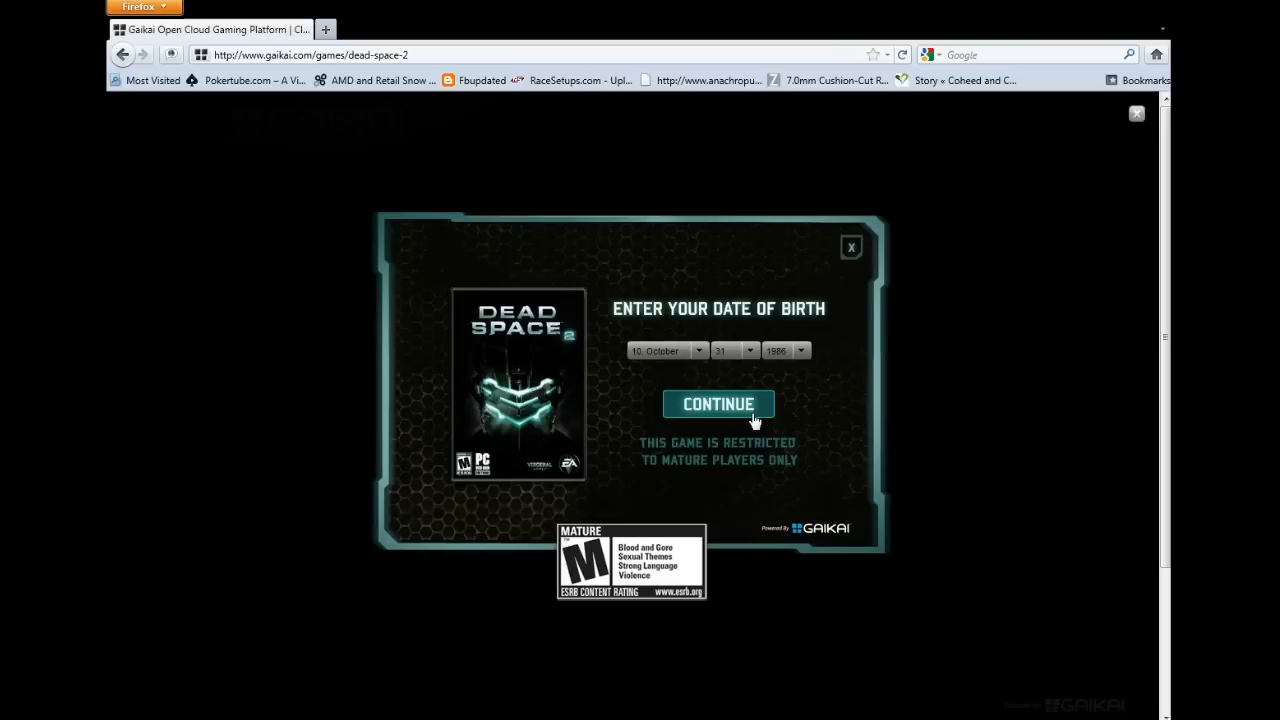 Firefox
Gaikai Open Cloud Gaming Platform | Cl...
http://www.gaikai.com/games/dead-space-2
Google
Most Visited
Pokertube.com – A Vi...
AMD and Retail Snow ...
Fbupdated
RaceSetups.com - Upl...
http://www.anachropu...
7.0mm Cushion-Cut R...
Story « Coheed and C...
Bookmarks
GAIKAI
X
DEAD
SPACE 2
M
PC
VISCERAL
EA
ENTER YOUR DATE OF BIRTH
10. October
31
1986
CONTINUE
THIS GAME IS RESTRICTED
TO MATURE PLAYERS ONLY
Powered By GAIKAI
MATURE
M
Blood and Gore
Sexual Themes
Strong Language
Violence
ESRB CONTENT RATING www.esrb.org
GAIKAI